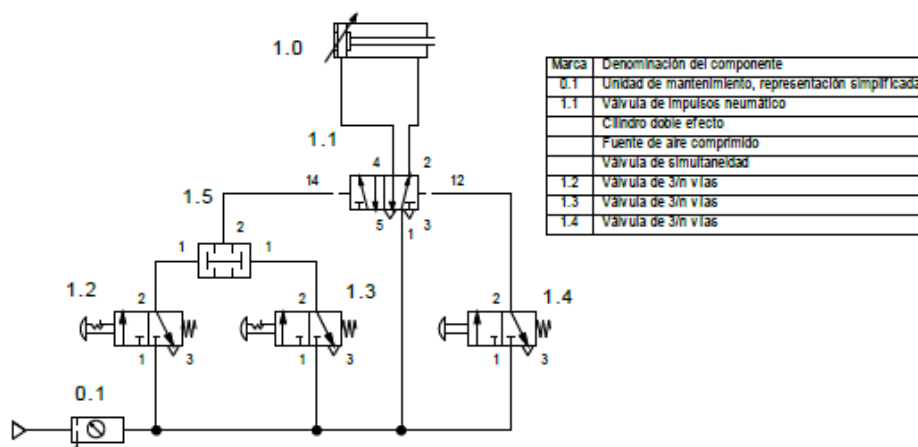 1.0
Marca Denominación del componente
0.1 Unidad de mantenimiento, representación simplificada
1.1 Válvula de impulsos neumático
Cilindro doble efecto
Fuente de aire comprimido
Válvula de simultaneidad
1.2 Válvula de 3/n vías
1.3 Válvula de 3/n vías
1.4 Válvula de 3/n vías
1.1
4 2
14 12
1.5
5 3
1
2
1 1
1.2 2 2 1.3 2 1.4
1 3 1 3 1 3
0.1